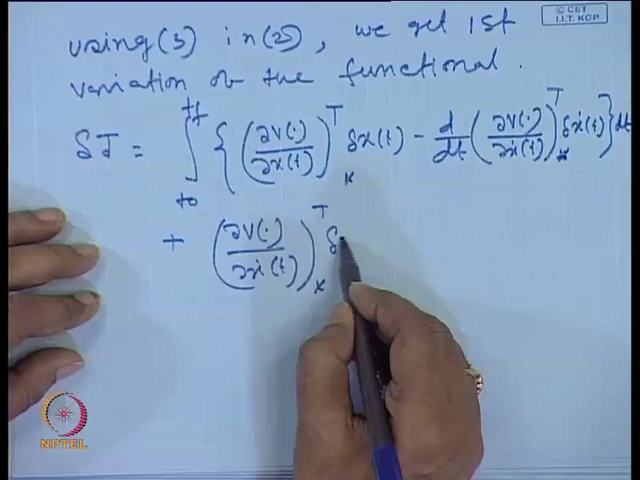 © CET
I.I.T. KGP
using (3) in (2), we get 1st
variation of the functional.
δJ = ∫_{t0}^{tf} { (∂V(.)/∂x(t))^T_* δx(t) − d/dt (∂V(.)/∂ẋ(t))^T_* δẋ(t) } dt
+ (∂V(.)/∂ẋ(t))^T_* δ
NPTEL